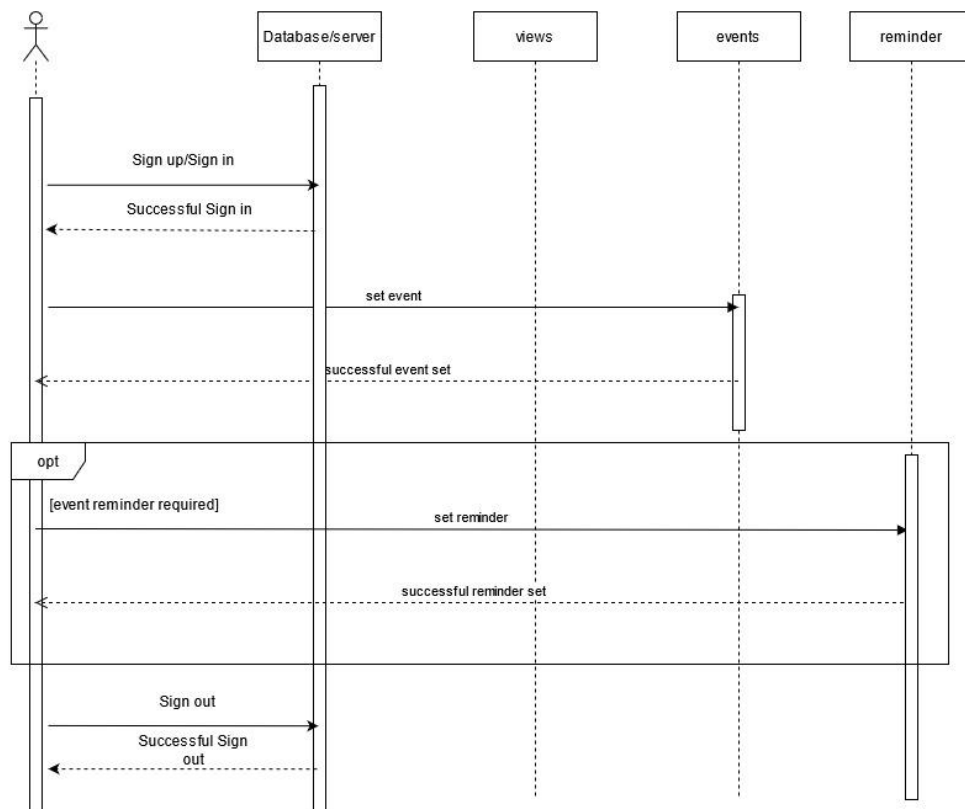 Database/server
views
events
reminder
Sign up/Sign in
Successful Sign in
set event
successful event set
opt
[event reminder required]
set reminder
successful reminder set
Sign out
Successful Sign
out